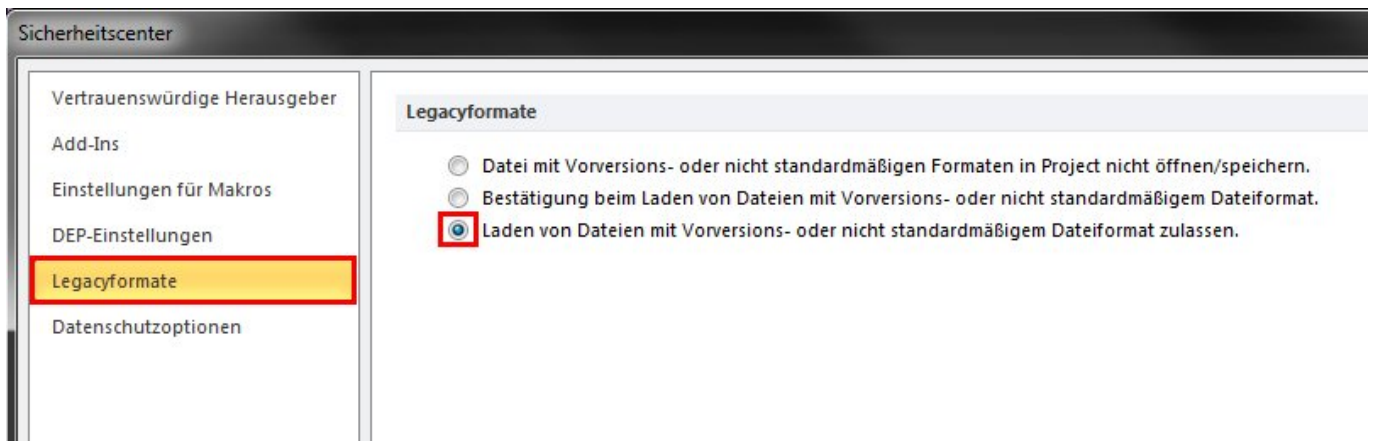 Sicherheitscenter
Vertrauenswürdige Herausgeber
Add-Ins
Einstellungen für Makros
DEP-Einstellungen
Legacyformate
Datenschutzoptionen
Legacyformate
Datei mit Vorversions- oder nicht standardmäßigen Formaten in Project nicht öffnen/speichern.
Bestätigung beim Laden von Dateien mit Vorversions- oder nicht standardmäßigem Dateiformat.
Laden von Dateien mit Vorversions- oder nicht standardmäßigem Dateiformat zulassen.